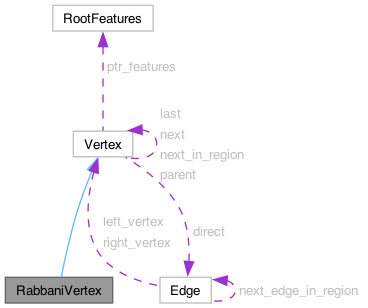 RootFeatures
ptr_features
last
Vertex
next
next_in_region
parent
left_vertex
direct
right_vertex
RabbaniVertex
Edge
next_edge_in_region